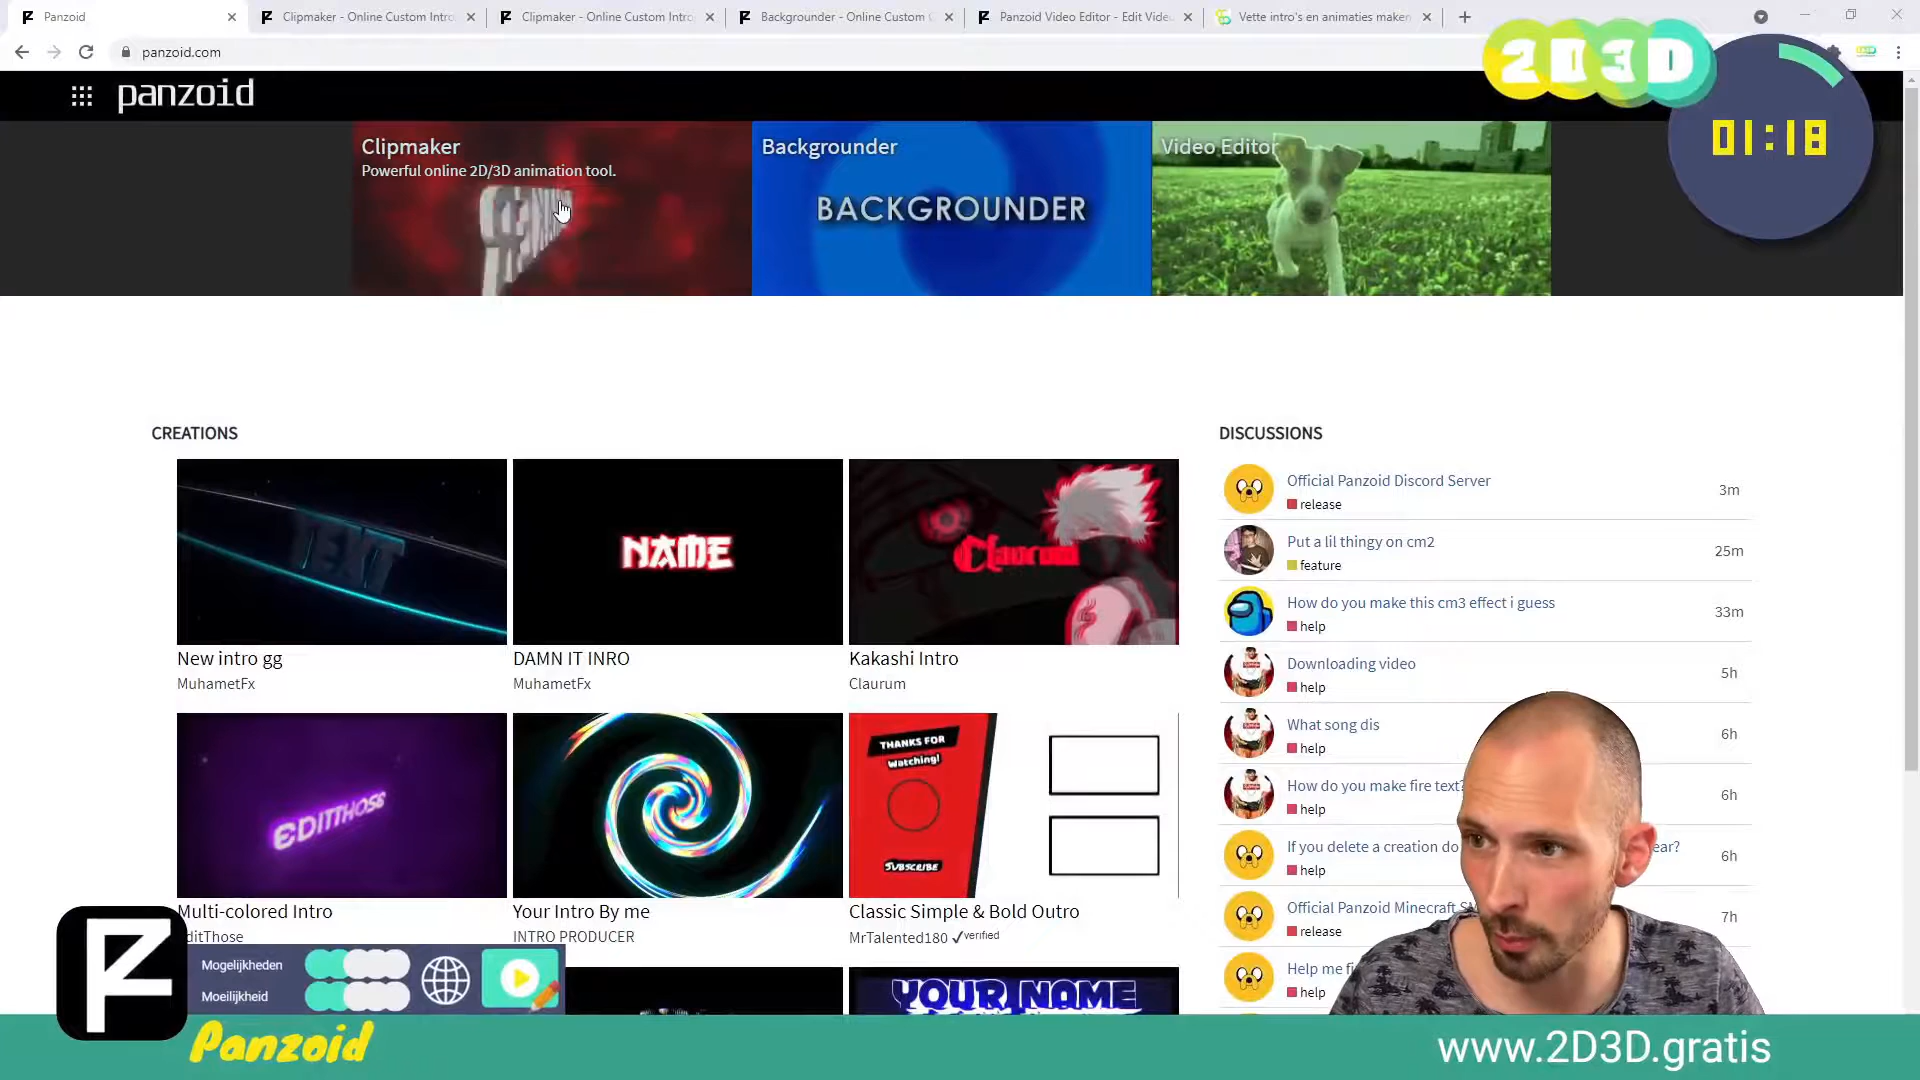 Panzoid
Clipmaker - Online Custom Intro
Clipmaker - Online Custom Intro
Backgrounder - Online Custom
Panzoid Video Editor - Edit Vide
Vette intro's en animaties maken
panzoid.com
2D3D
01:18
panzoid
Clipmaker
Powerful online 2D/3D animation tool.
Backgrounder
BACKGROUNDER
Video Editor
CREATIONS
TEXT
New intro gg
MuhametFx
NAME
DAMN IT INRO
MuhametFx
Claurum
Kakashi Intro
Claurum
EDITTHOSE
Multi-colored Intro
ditThose
Your Intro By me
INTRO PRODUCER
THANKS FOR
Watching!
SUBSCRIBE
Classic Simple & Bold Outro
MrTalented180 ✓verified
YOUR NAME
DISCUSSIONS
Official Panzoid Discord Server
release
3m
Put a lil thingy on cm2
feature
25m
How do you make this cm3 effect i guess
help
33m
Downloading video
help
5h
What song dis
help
6h
How do you make fire text?
help
6h
If you delete a creation do ear?
help
6h
Official Panzoid Minecraft
release
7h
Help me fi
help
Mogelijkheden
Moeilijkheid
Panzoid
www.2D3D.gratis